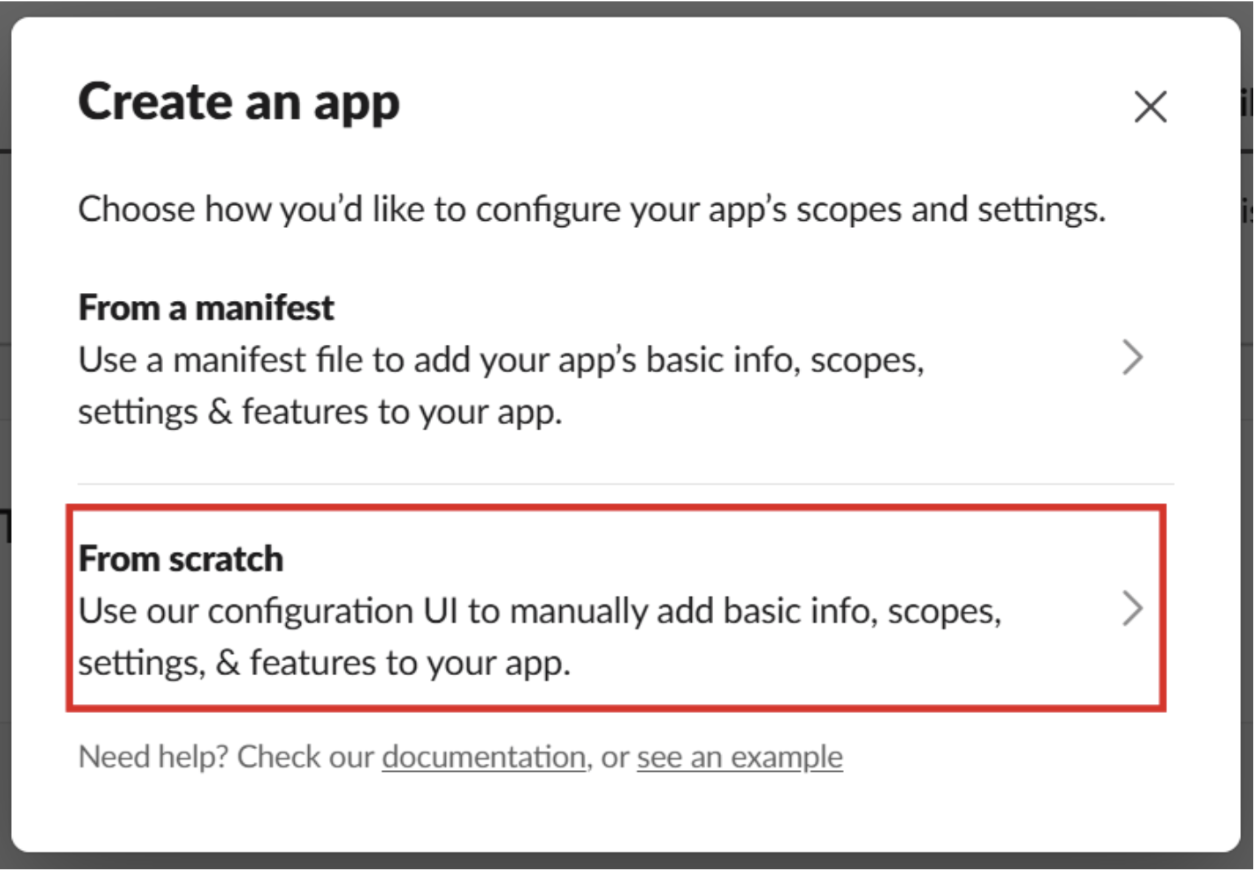 Create an app
Choose how you’d like to configure your app’s scopes and settings.
From a manifest
Use a manifest file to add your app’s basic info, scopes,
settings & features to your app.
From scratch
Use our configuration UI to manually add basic info, scopes,
settings, & features to your app.
Need help? Check our documentation, or see an example